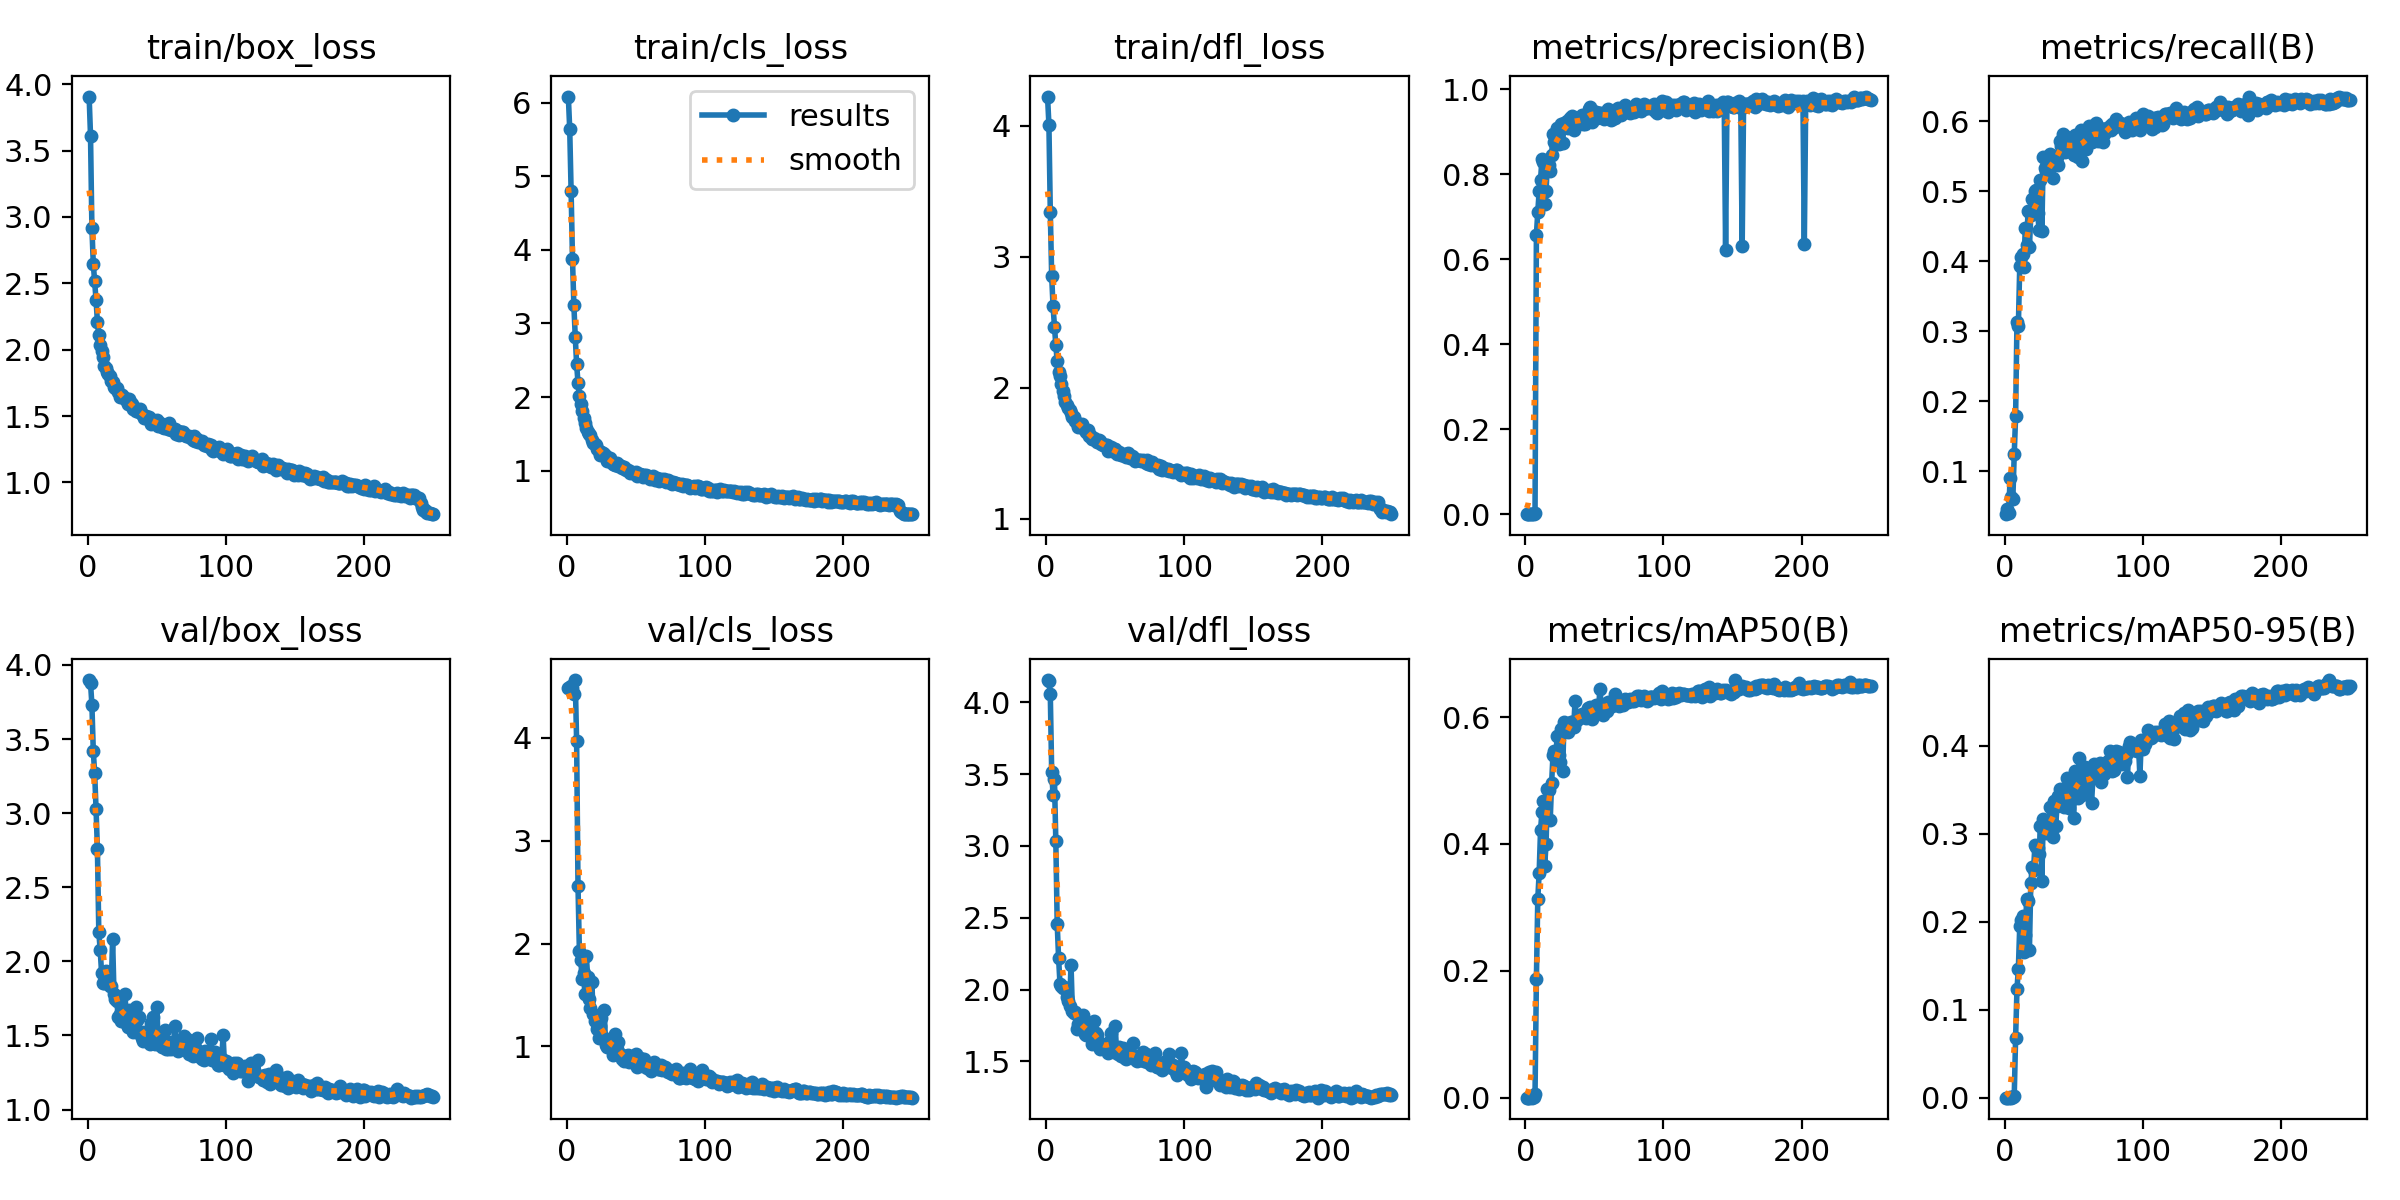 train/box_loss
4.0
3.5
3.0
2.5
2.0
1.5
1.0
0 100 200
train/cls_loss
results
smooth
6
5
4
3
2
1
0 100 200
train/dfl_loss
4
3
2
1
0 100 200
metrics/precision(B)
1.0
0.8
0.6
0.4
0.2
0.0
0 100 200
metrics/recall(B)
0.6
0.5
0.4
0.3
0.2
0.1
0 100 200
val/box_loss
4.0
3.5
3.0
2.5
2.0
1.5
1.0
0 100 200
val/cls_loss
4
3
2
1
0 100 200
val/dfl_loss
4.0
3.5
3.0
2.5
2.0
1.5
0 100 200
metrics/mAP50(B)
0.6
0.4
0.2
0.0
0 100 200
metrics/mAP50-95(B)
0.4
0.3
0.2
0.1
0.0
0 100 200